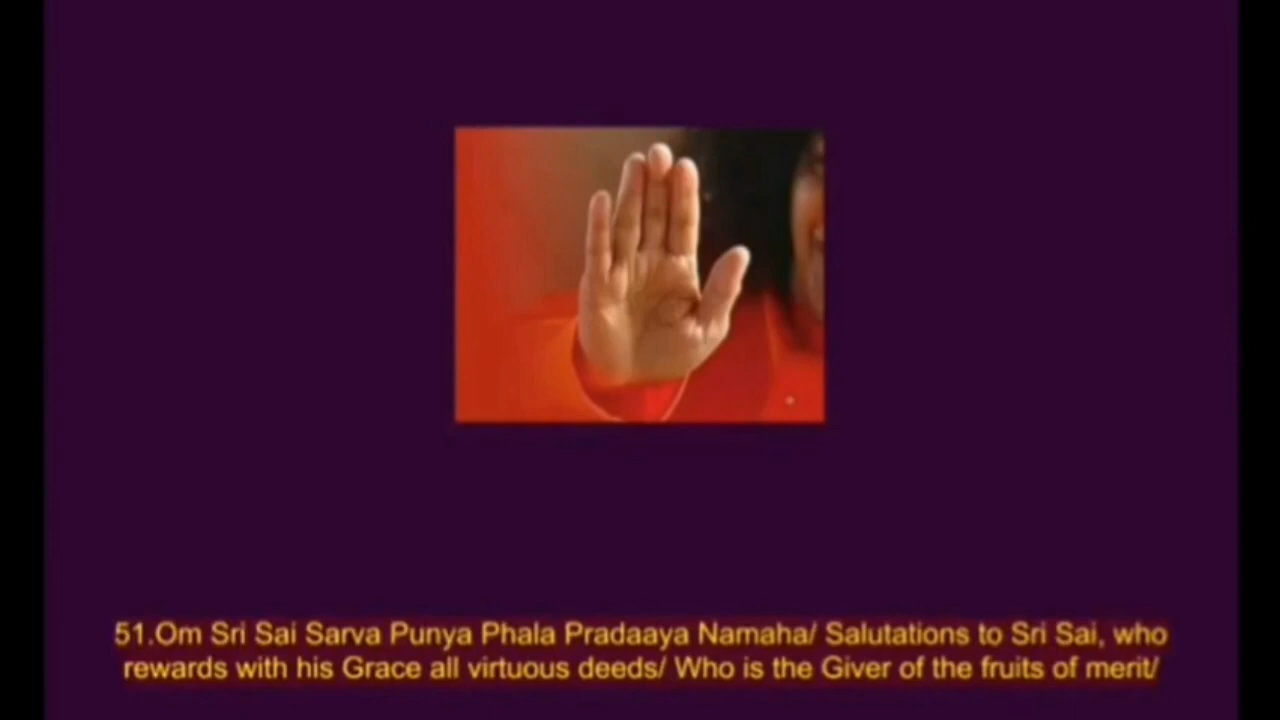 51.Om Sri Sai Sarva Punya Phala Pradaaya Namaha/ Salutations to Sri Sai, who
rewards with his Grace all virtuous deeds/ Who is the Giver of the fruits of merit/